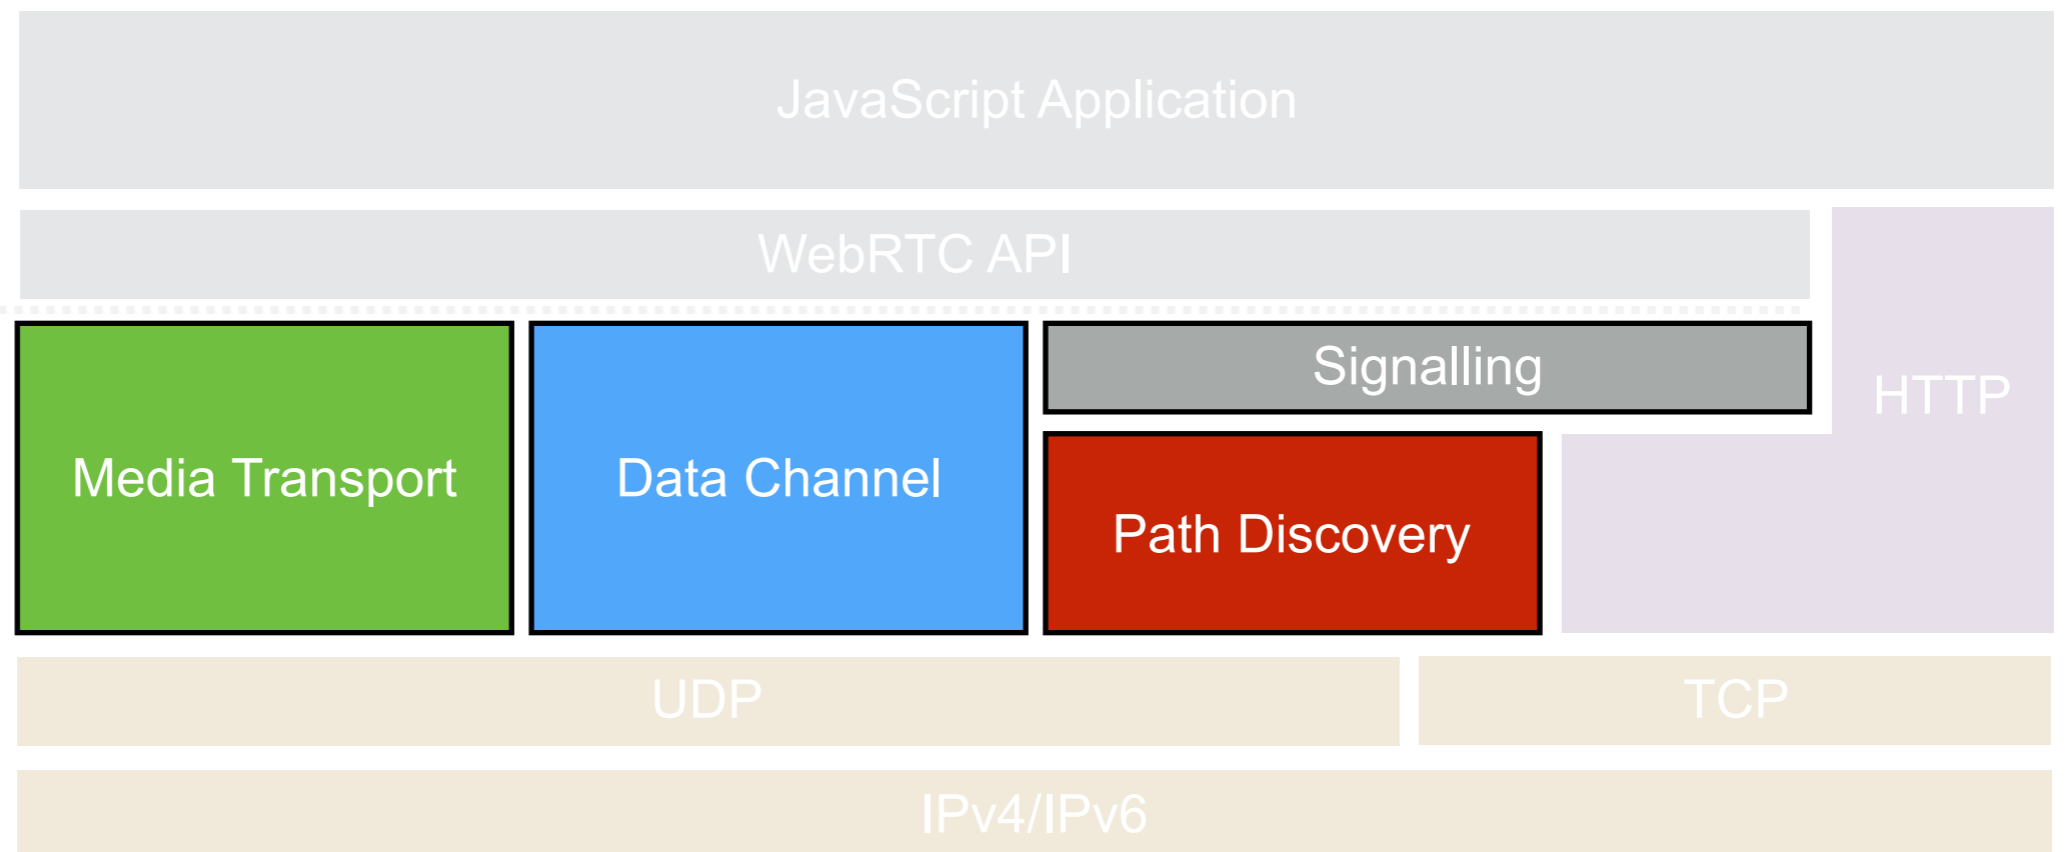 JavaScript Application
WebRTC API
Signalling
HTTP
Media Transport
Data Channel
Path Discovery
UDP
TCP
IPv4/IPv6